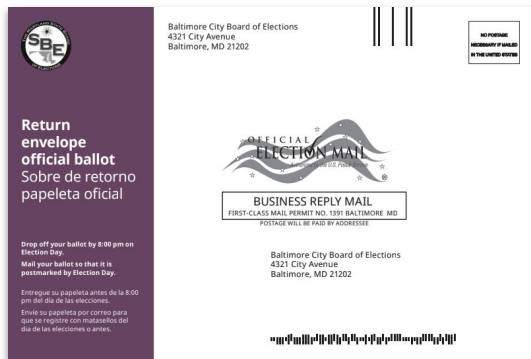 SBE
OF ELECTIONS
Return
envelope
official ballot
Sobre de retorno
papeleta oficial
Drop off your ballot by 8:00 pm on
Election Day.
Mail your ballot so that it is
postmarked by Election Day.
Entregue su papeleta antes de la 8:00
pm del día de las elecciones.
Envíe su papeleta por correo para
que se registre con matasellos del
día de las elecciones o antes.
Baltimore City Board of Elections
4321 City Avenue
Baltimore, MD 21202
NO POSTAGE
NECESSARY IF MAILED
IN THE UNITED STATES
OFFICIAL
ELECTION MAIL
®
BUSINESS REPLY MAIL
FIRST-CLASS MAIL PERMIT NO. 1391 BALTIMORE MD
POSTAGE WILL BE PAID BY ADDRESSEE
Baltimore City Board of Elections
4321 City Avenue
Baltimore, MD 21202